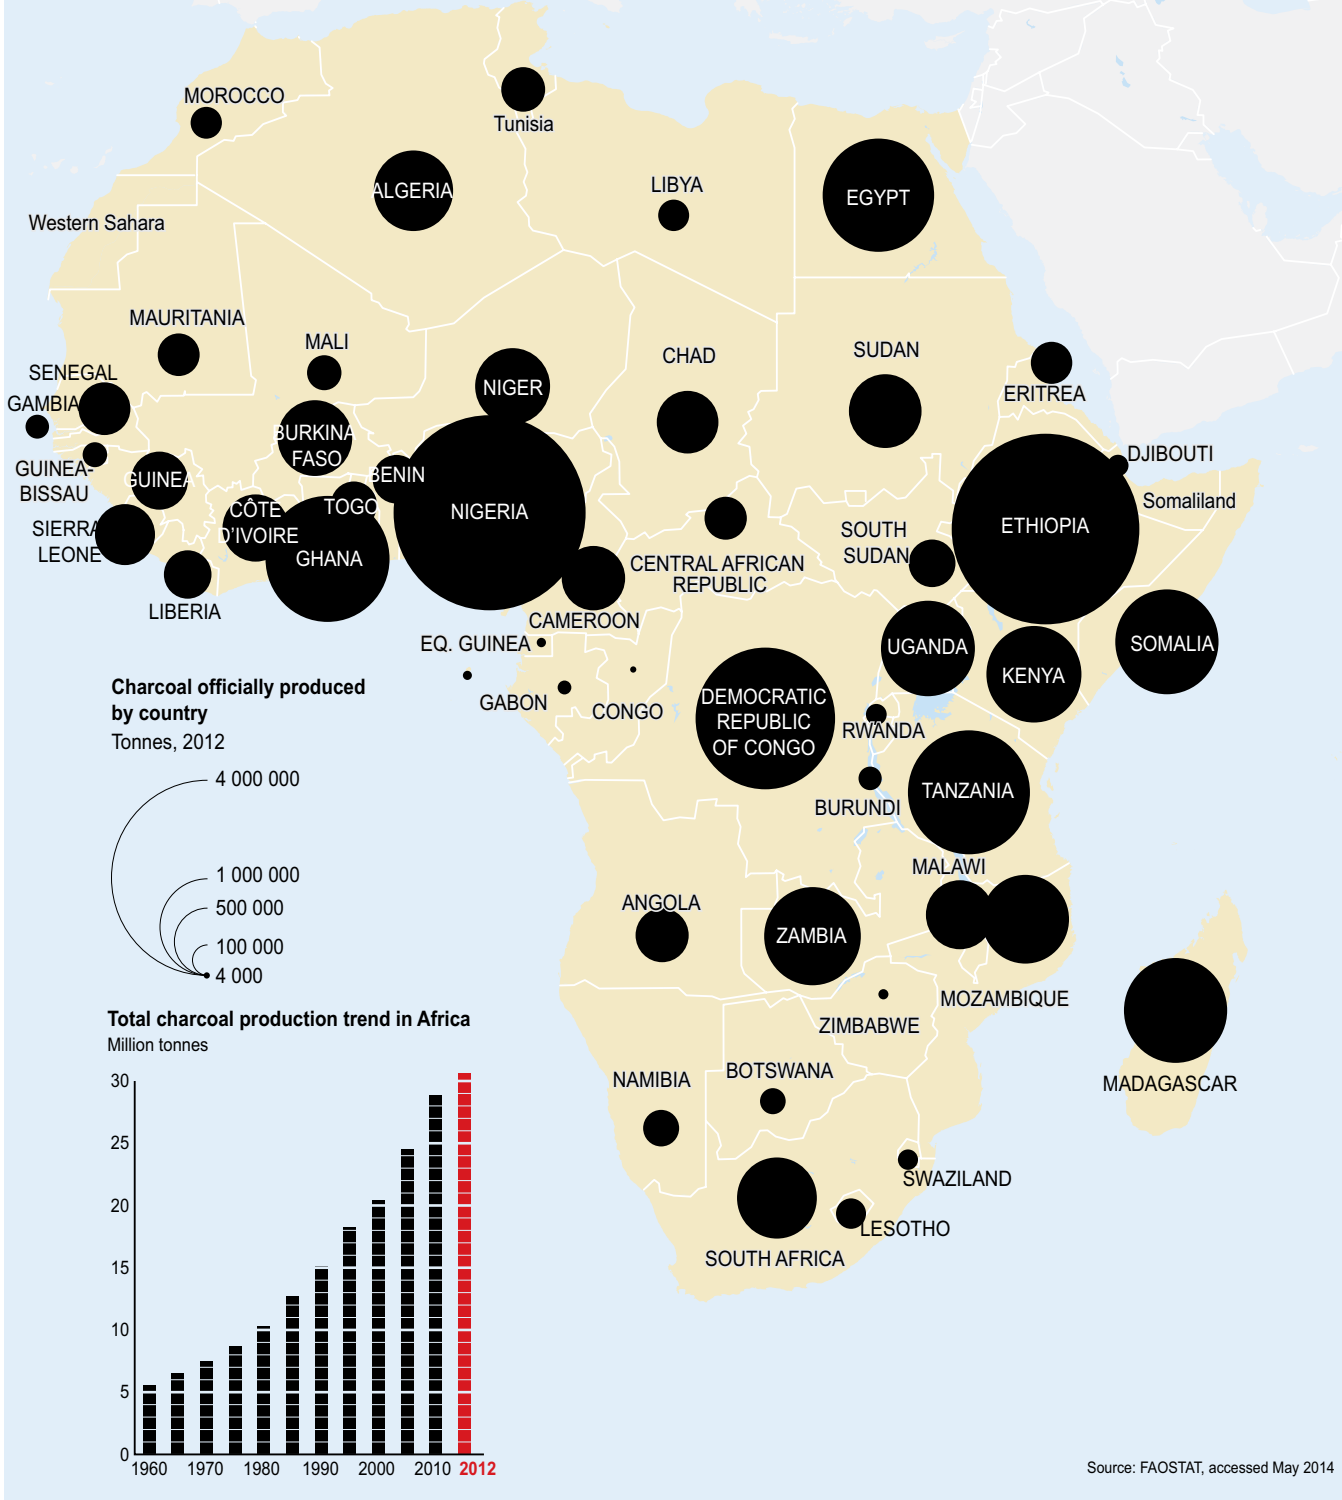 MOROCCO
Tunisia
ALGERIA
LIBYA
EGYPT
Western Sahara
MAURITANIA
MALI
NIGER
CHAD
SUDAN
ERITREA
SENEGAL
GAMBIA
GUINEA-
BISSAU
GUINEA
BURKINA
FASO
BENIN
TOGO
SIERRA
LEONE
CÔTE
D'IVOIRE
GHANA
LIBERIA
NIGERIA
CAMEROON
CENTRAL AFRICAN
REPUBLIC
SOUTH
SUDAN
ETHIOPIA
DJIBOUTI
Somaliland
SOMALIA
EQ. GUINEA
GABON
CONGO
DEMOCRATIC
REPUBLIC
OF CONGO
UGANDA
KENYA
RWANDA
BURUNDI
TANZANIA
MALAWI
ANGOLA
ZAMBIA
MOZAMBIQUE
ZIMBABWE
MADAGASCAR
NAMIBIA
BOTSWANA
SWAZILAND
LESOTHO
SOUTH AFRICA
Charcoal officially produced
by country
Tonnes, 2012
4 000 000
1 000 000
500 000
100 000
4 000
Total charcoal production trend in Africa
Million tonnes
30
25
20
15
10
5
0
1960 1970 1980 1990 2000 2010 2012
Source: FAOSTAT, accessed May 2014